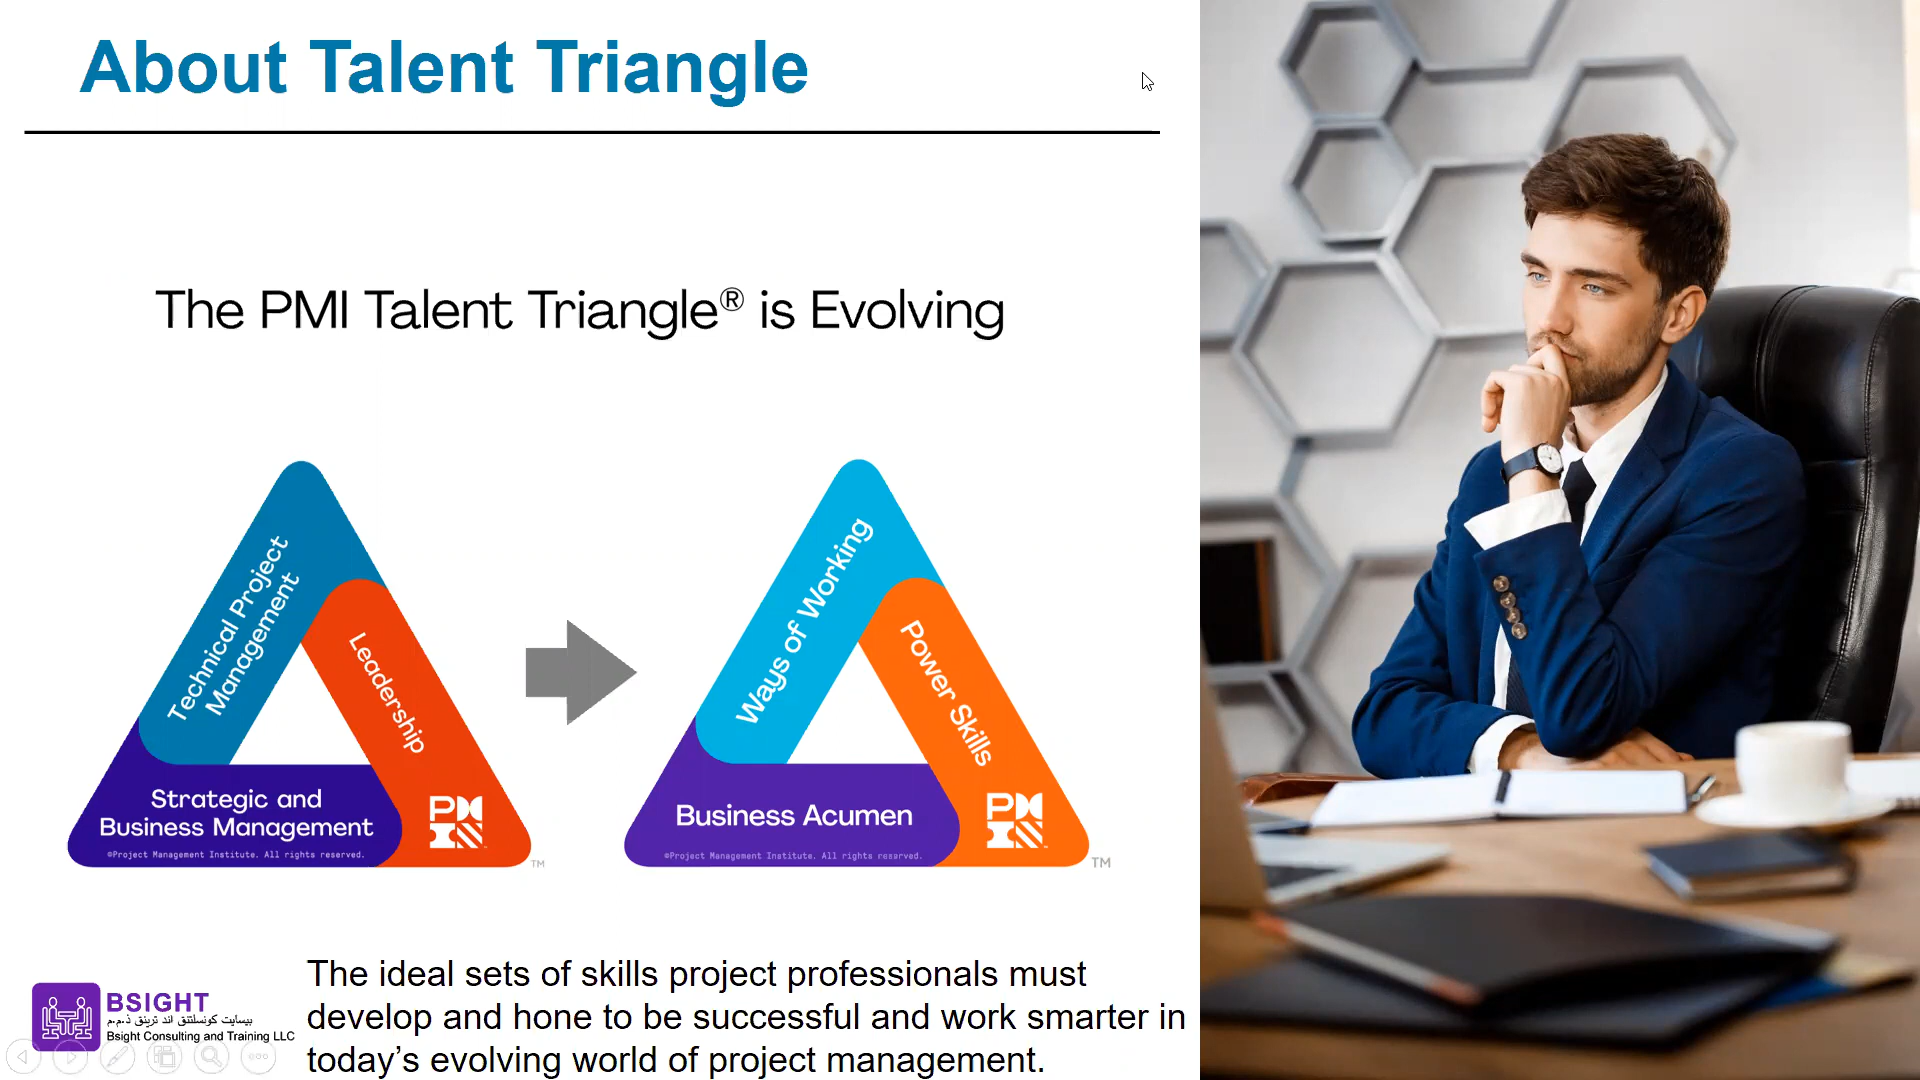 About Talent Triangle
The PMI Talent Triangle® is Evolving
Technical Project
Management
Leadership
Strategic and
Business Management
©Project Management Institute. All rights reserved.
PM
TM
Ways of Working
Power Skills
Business Acumen
©Project Management Institute. All rights reserved.
PM
TM
BSIGHT
بيسايت كونسلتنق اند ترينق ذ.م.م
Bsight Consulting and Training LLC
The ideal sets of skills project professionals must
develop and hone to be successful and work smarter in
today's evolving world of project management.